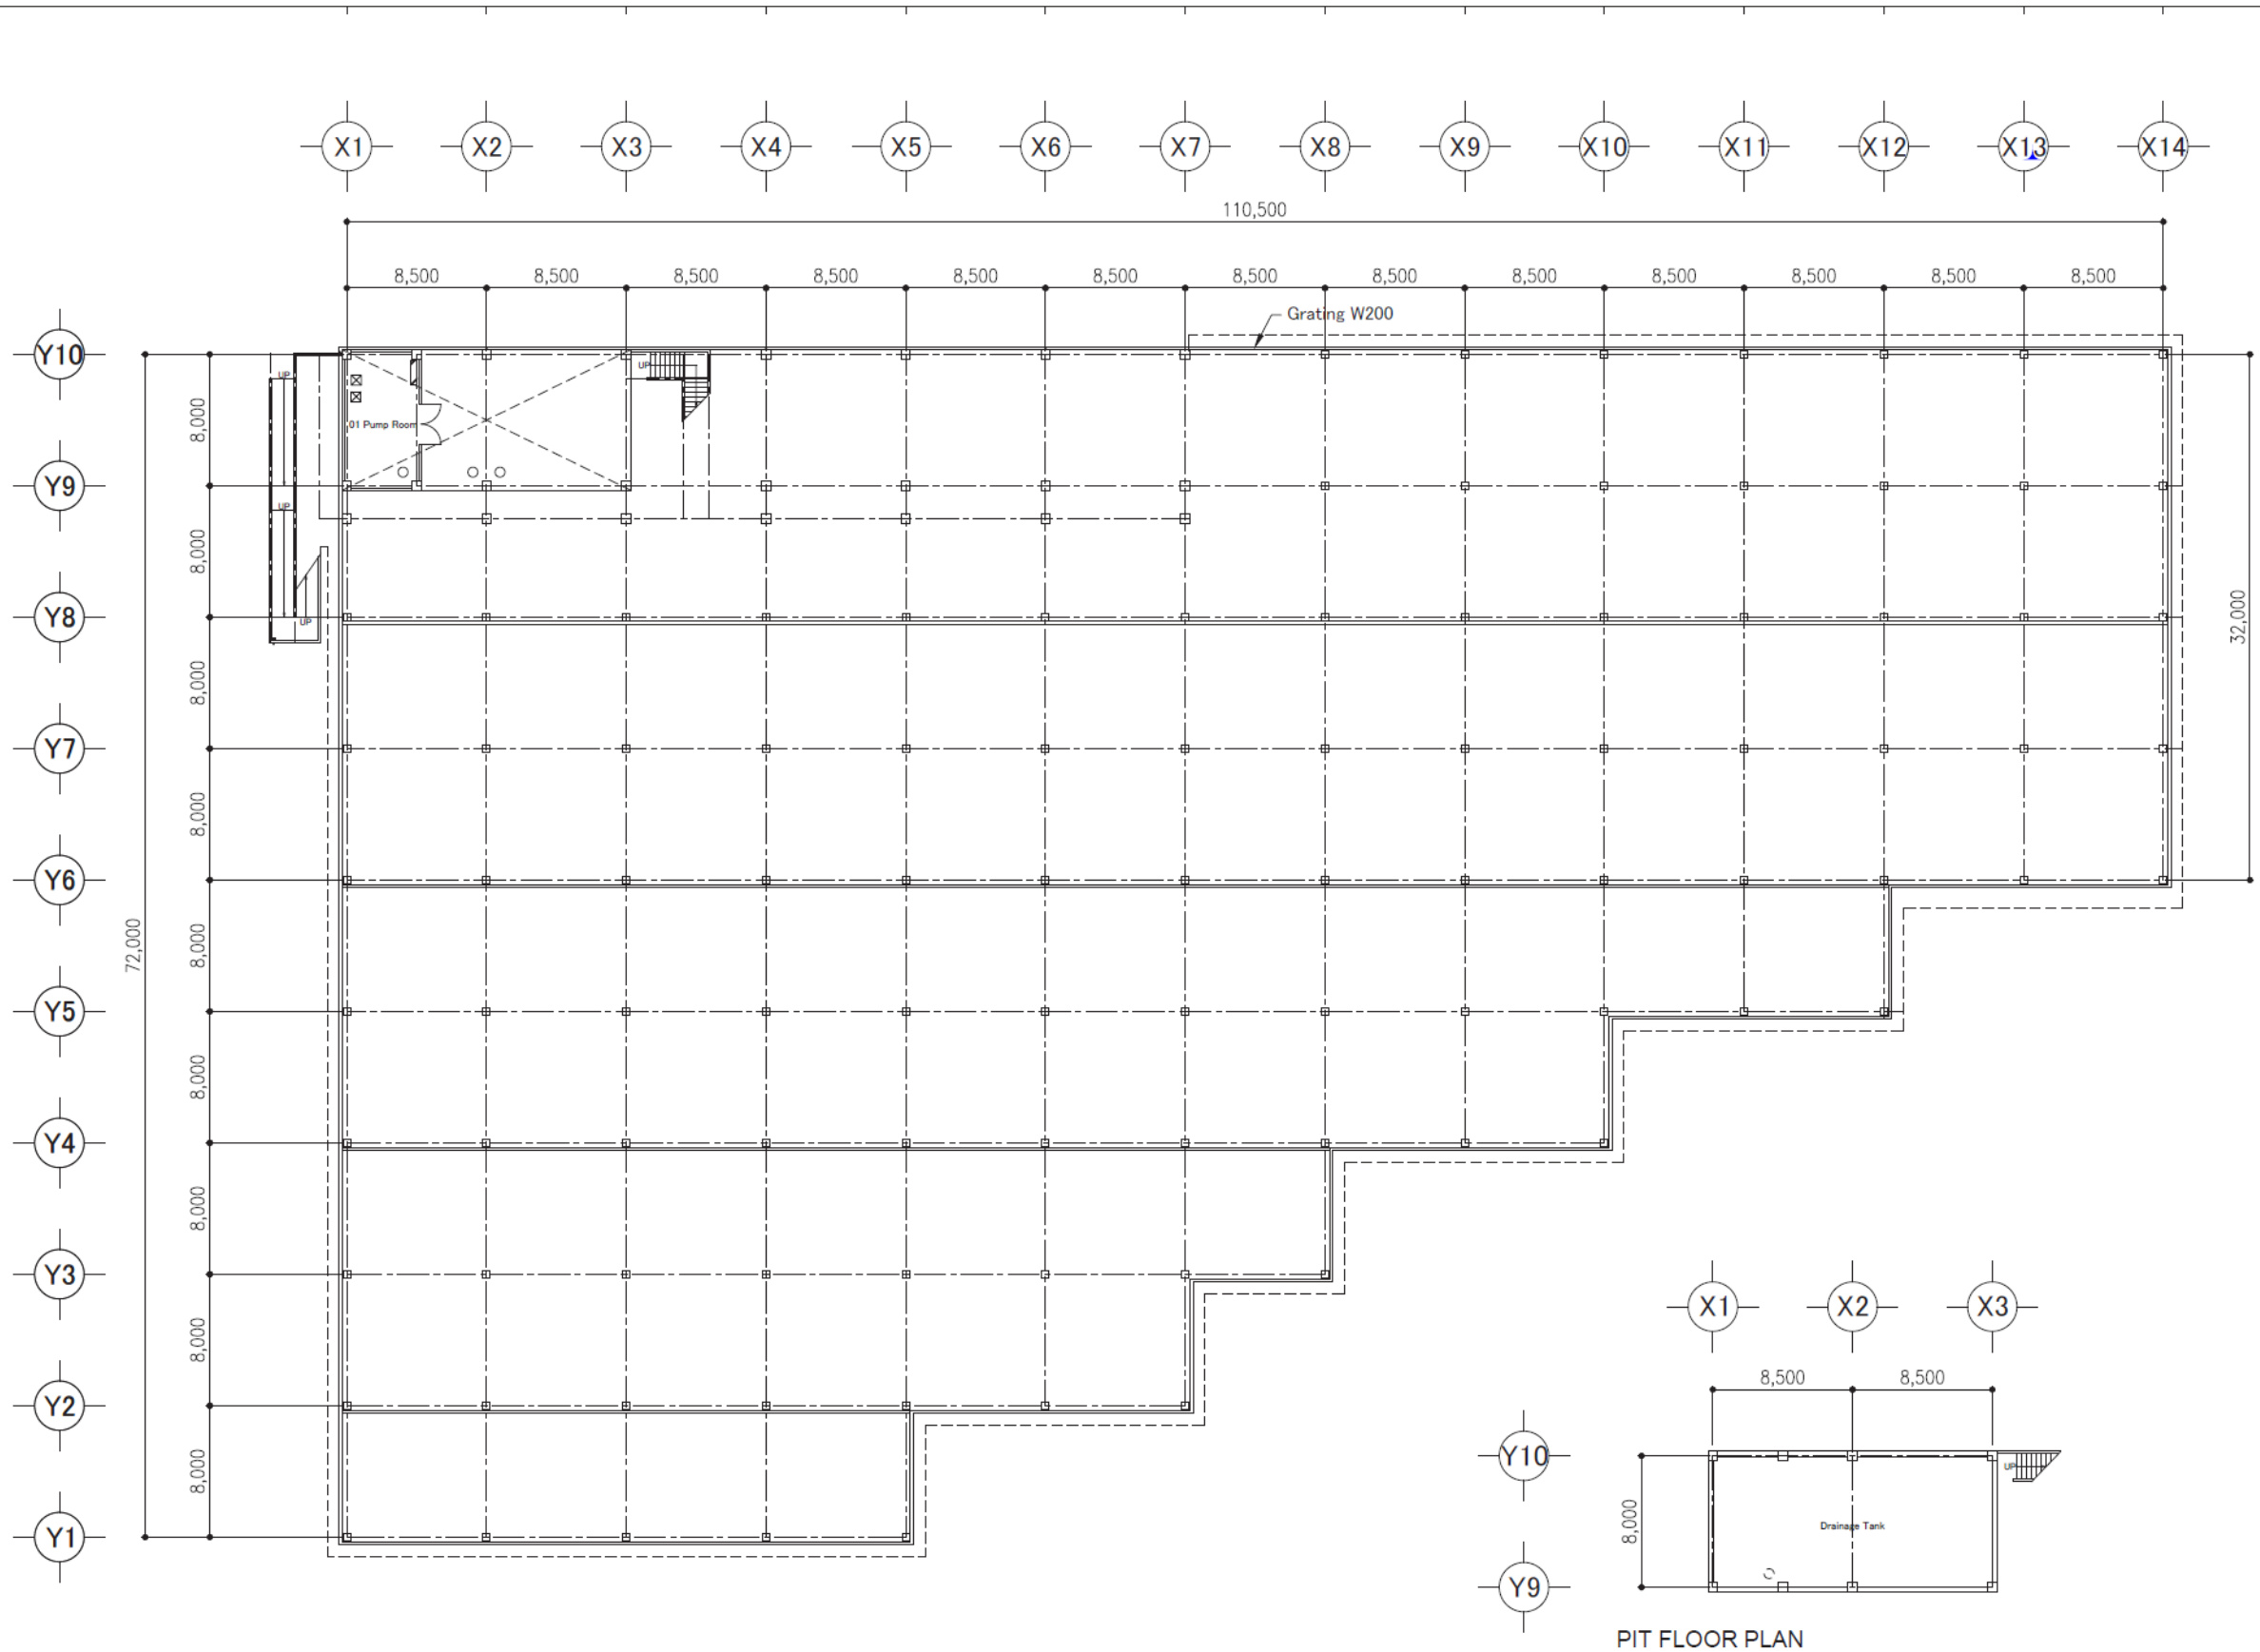 X1 X2 X3 X4 X5 X6 X7 X8 X9 X10 X11 X12 X13 X14
110,500
8,500 8,500 8,500 8,500 8,500 8,500 8,500 8,500 8,500 8,500 8,500 8,500 8,500
Grating W200
Y10
UP
UP
8,000
01 Pump Room
Y9
UP
8,000
Y8
UP
32,000
8,000
Y7
8,000
Y6
72,000
8,000
Y5
8,000
Y4
8,000
Y3
8,000
Y2
8,000
Y1
X1 X2 X3
8,500 8,500
Y10
UP
8,000
Drainage Tank
Y9
PIT FLOOR PLAN